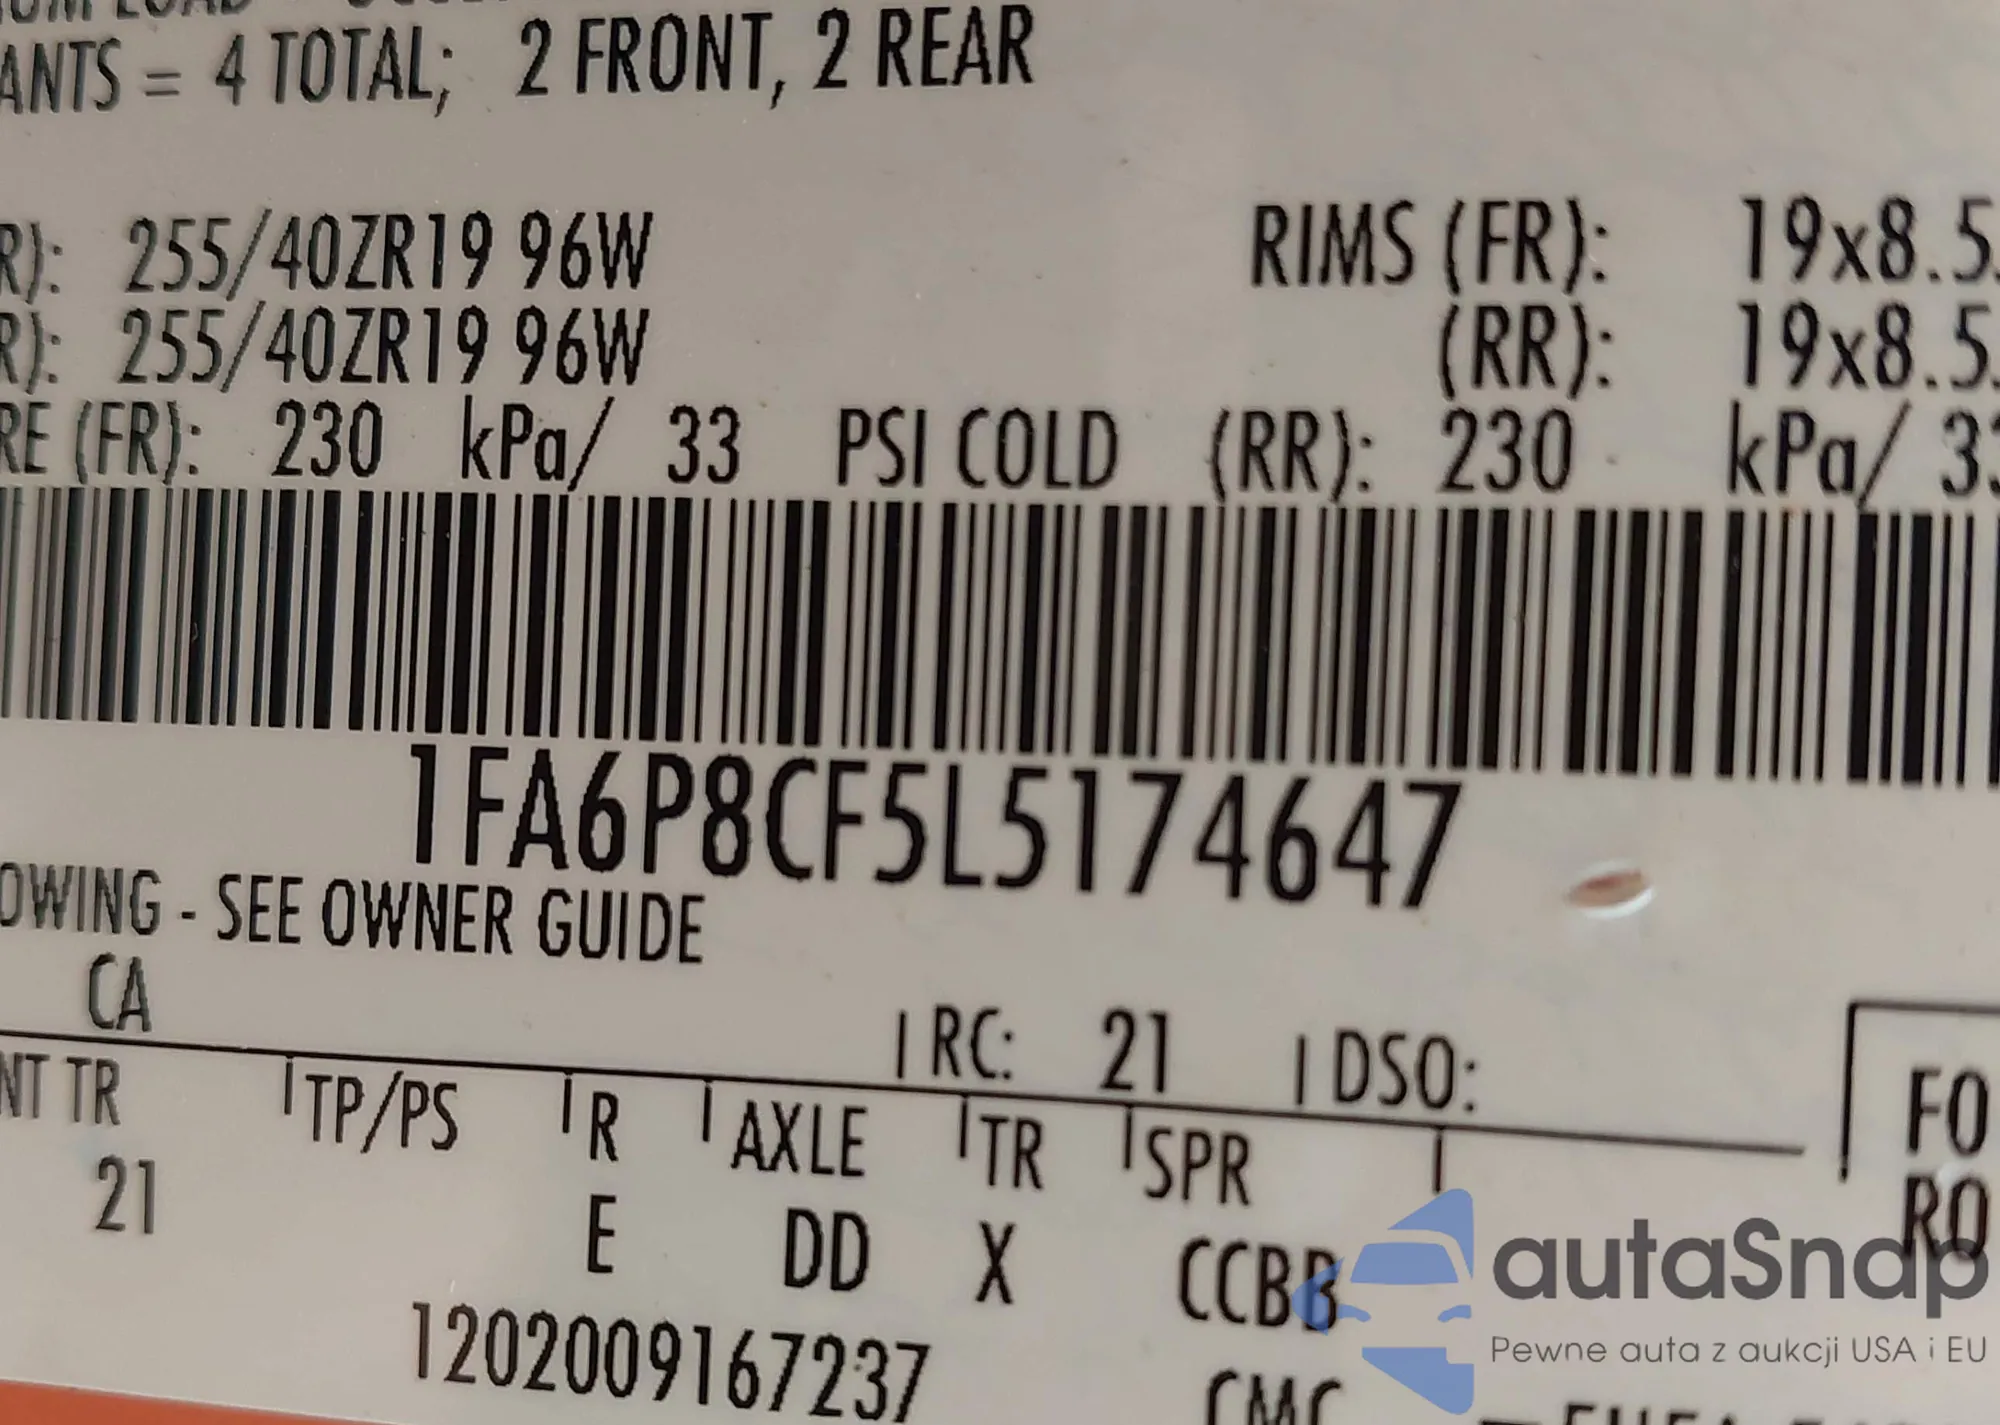 ANTS = 4 TOTAL; 2 FRONT, 2 REAR
R): 255/40ZR19 96W RIMS (FR): 19x8.5
R): 255/40ZR19 96W (RR): 19x8.5
RE (FR): 230 kPa/ 33 PSI COLD (RR): 230 kPa/ 33
1FA6P8CF5L5174647
OWING - SEE OWNER GUIDE
CA
RC: 21 DSO:
NT TR TP/PS R AXLE TR SPR
21 E DD X CCBB
FO
RO
1202009167237
CMC
autaSnap
Pewne auta z aukcji USA i EU